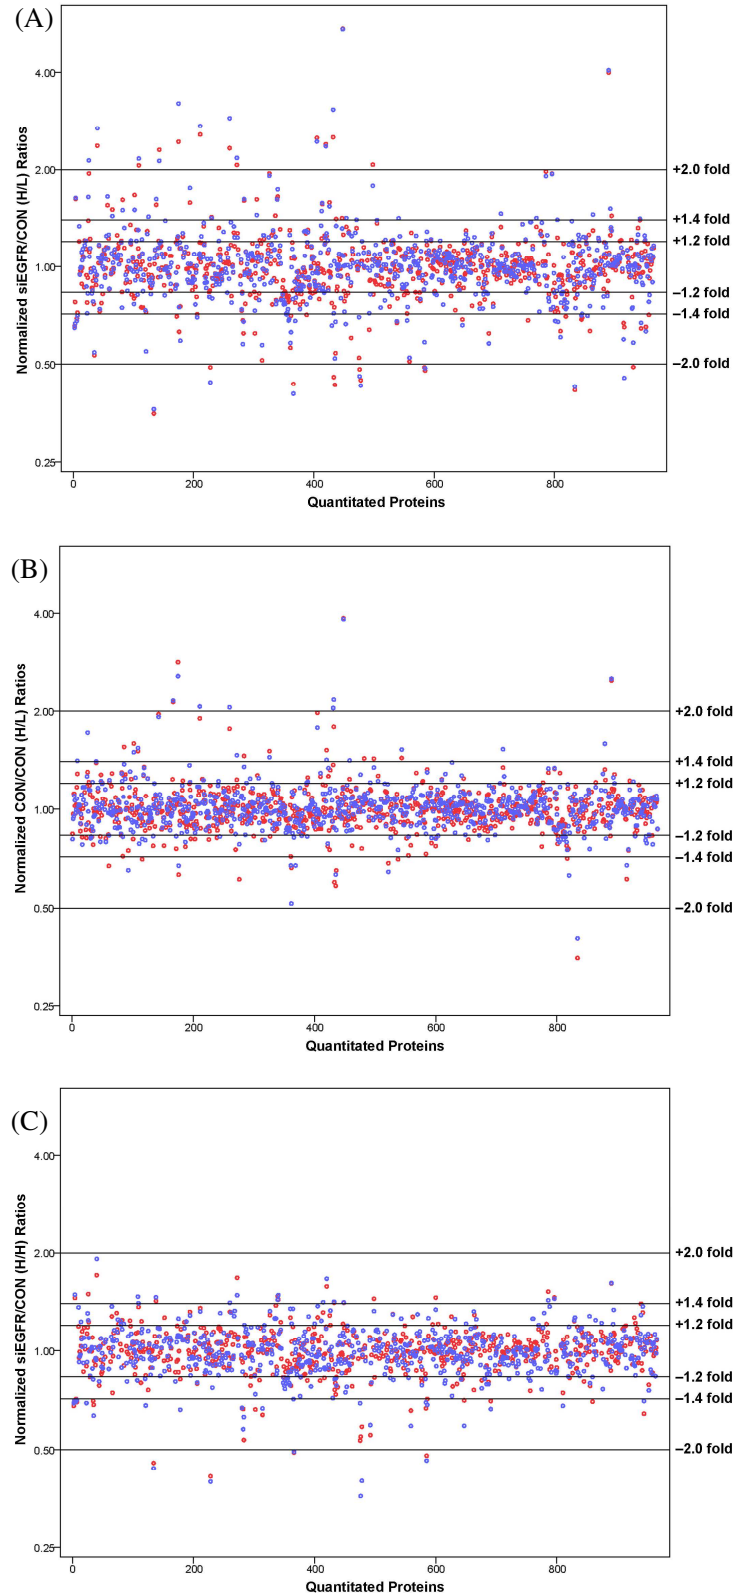 (A)
Normalized siEGFR/CON (H/L) Ratios
4.00
2.00
1.00
0.50
0.25
+2.0 fold
+1.4 fold
+1.2 fold
–1.2 fold
–1.4 fold
–2.0 fold
0 200 400 600 800
Quantitated Proteins
(B)
Normalized CON/CON (H/L) Ratios
4.00
2.00
1.00
0.50
0.25
+2.0 fold
+1.4 fold
+1.2 fold
–1.2 fold
–1.4 fold
–2.0 fold
0 200 400 600 800
Quantitated Proteins
(C)
Normalized siEGFR/CON (H/H) Ratios
4.00
2.00
1.00
0.50
0.25
+2.0 fold
+1.4 fold
+1.2 fold
–1.2 fold
–1.4 fold
–2.0 fold
0 200 400 600 800
Quantitated Proteins